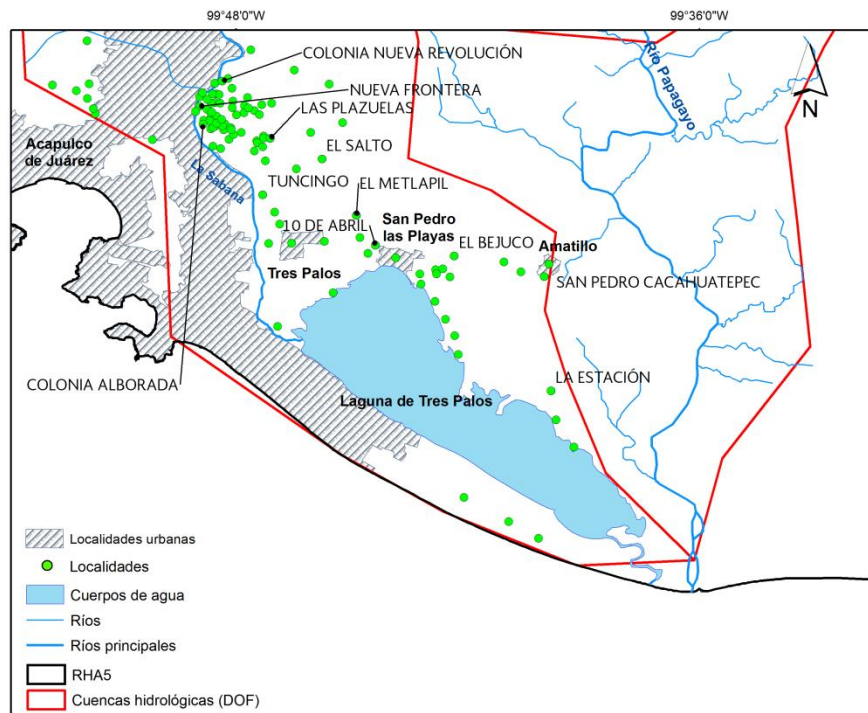 99°48'0"W
99°36'0"W
COLONIA NUEVA REVOLUCIÓN
Río Papagayo
NUEVA FRONTERA
N
LAS PLAZUELAS
Acapulco
de Juárez
EL SALTO
La Sabana
TUNCINGO
EL METLAPIL
10 DE ABRIL
San Pedro
las Playas
EL BEJUCO
Amatillo
Tres Palos
SAN PEDRO CACAHUATEPEC
COLONIA ALBORADA
LA ESTACIÓN
Laguna de Tres Palos
Localidades urbanas
Localidades
Cuerpos de agua
Ríos
Ríos principales
RHA5
Cuencas hidrológicas (DOF)